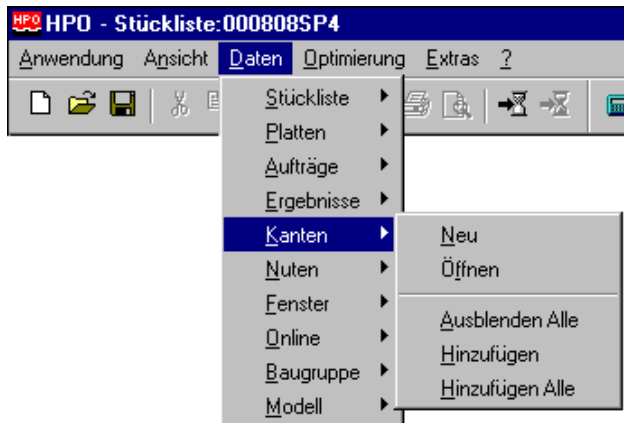 HPO HPO - Stückliste:000808SP4
Anwendung Ansicht Daten Optimierung Extras ?
Stückliste
Platten
Aufträge
Ergebnisse
Kanten
Nuten
Fenster
Online
Baugruppe
Modell
Neu
Öffnen
Ausblenden Alle
Hinzufügen
Hinzufügen Alle